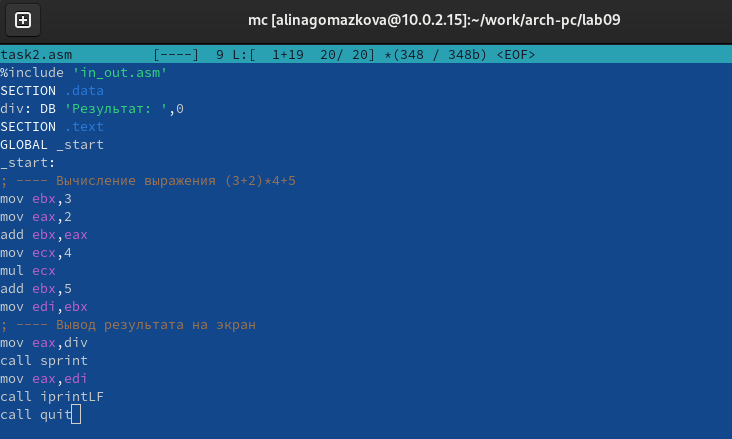 mc [alinagomazkova@10.0.2.15]:~/work/arch-pc/lab09
task2.asm [----] 9 L:[ 1+19 20/ 20] *(348 / 348b) <EOF>
%include 'in_out.asm'
SECTION .data
div: DB 'Результат: ',0
SECTION .text
GLOBAL _start
_start:
; ---- Вычисление выражения (3+2)*4+5
mov ebx,3
mov eax,2
add ebx,eax
mov ecx,4
mul ecx
add ebx,5
mov edi,ebx
; ---- Вывод результата на экран
mov eax,div
call sprint
mov eax,edi
call iprintLF
call quit